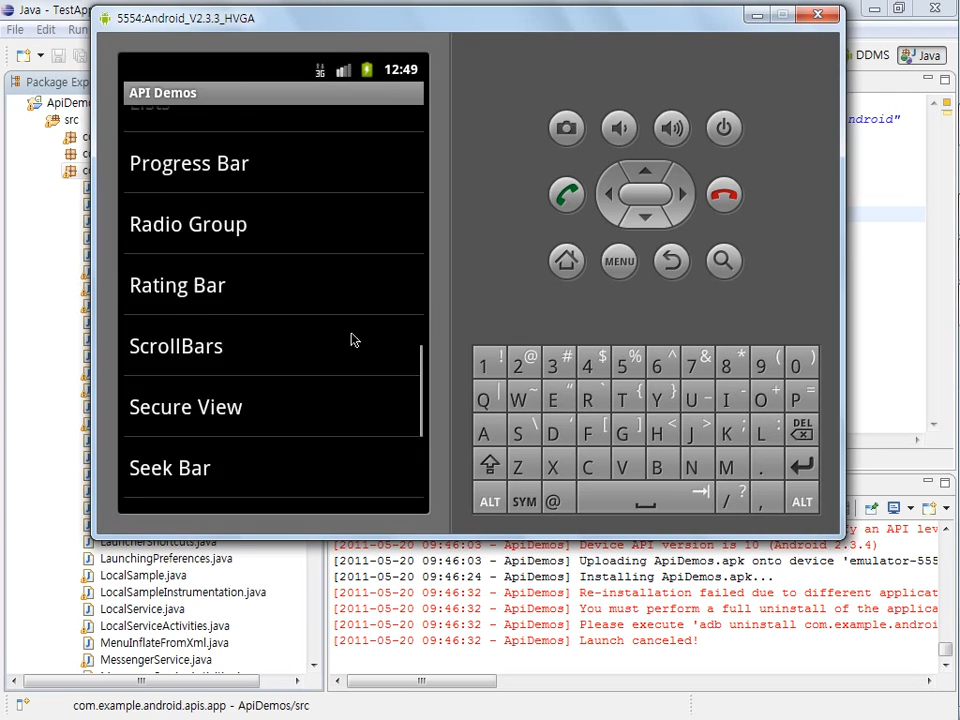 Java - TestAp
5554:Android_V2.3.3_HVGA
File Edit Run
DDMS Java
Package Exp
ApiDemo
src
12:49
API Demos
Lists
Progress Bar
Radio Group
Rating Bar
ScrollBars
Secure View
Seek Bar
MENU
1 ! 2 @ 3 # 4 $ 5 % 6 ^ 7 & 8 * 9 ( 0 )
Q | W ~ E " R ` T { Y } U _ I - O + P =
A S \ D ' F [ G ] H < J > K ; L : DEL
Z X C V B N M .
ALT SYM @ / ? , ALT
ndroid"
LauncherShortcuts.java
LaunchingPreferences.java
LocalSample.java
LocalSampleInstrumentation.java
LocalService.java
LocalServiceActivities.java
MenuInflateFromXml.java
MessengerService.java
fy an API lev
[2011-05-20 09:46:03 - ApiDemos] Device API version is 10 (Android 2.3.4)
[2011-05-20 09:46:03 - ApiDemos] Uploading ApiDemos.apk onto device 'emulator-555
[2011-05-20 09:46:24 - ApiDemos] Installing ApiDemos.apk...
[2011-05-20 09:46:32 - ApiDemos] Re-installation failed due to different applicat
[2011-05-20 09:46:32 - ApiDemos] You must perform a full uninstall of the applica
[2011-05-20 09:46:32 - ApiDemos] Please execute 'adb uninstall com.example.androi
[2011-05-20 09:46:32 - ApiDemos] Launch canceled!
com.example.android.apis.app - ApiDemos/src